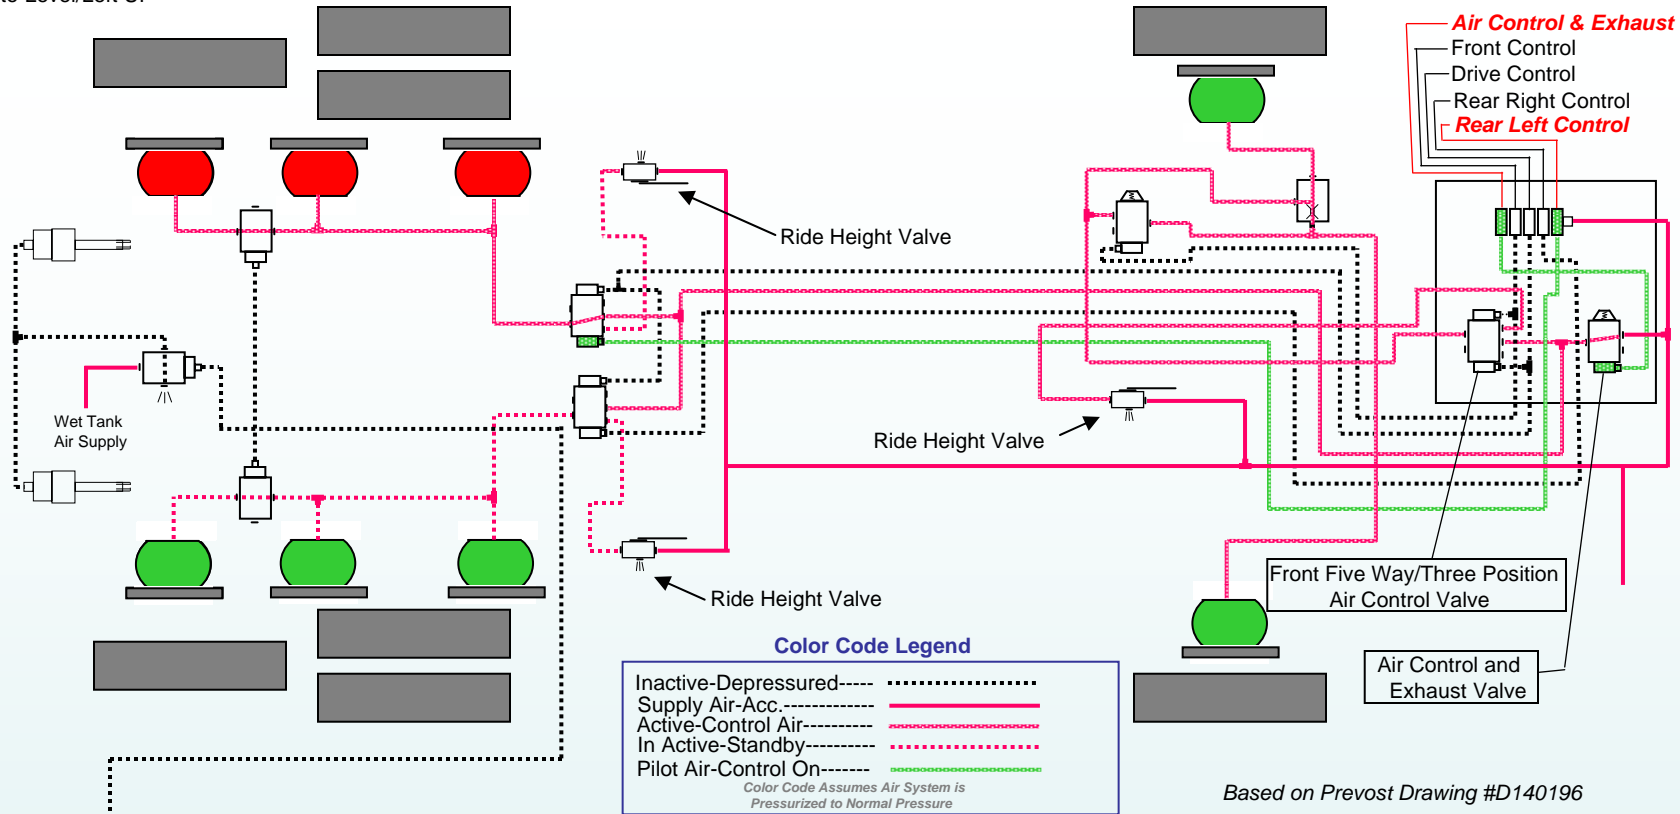 Air Control & Exhaust
Front Control
Drive Control
Rear Right Control
Rear Left Control
Ride Height Valve
Wet Tank
Air Supply
Ride Height Valve
Ride Height Valve
Front Five Way/Three Position
Air Control Valve
Air Control and
Exhaust Valve
Color Code Legend
Inactive-Depressured-----
Supply Air-Acc.-------------
Active-Control Air----------
In Active-Standby----------
Pilot Air-Control On-------
Color Code Assumes Air System is
Pressurized to Normal Pressure
Based on Prevost Drawing #D140196